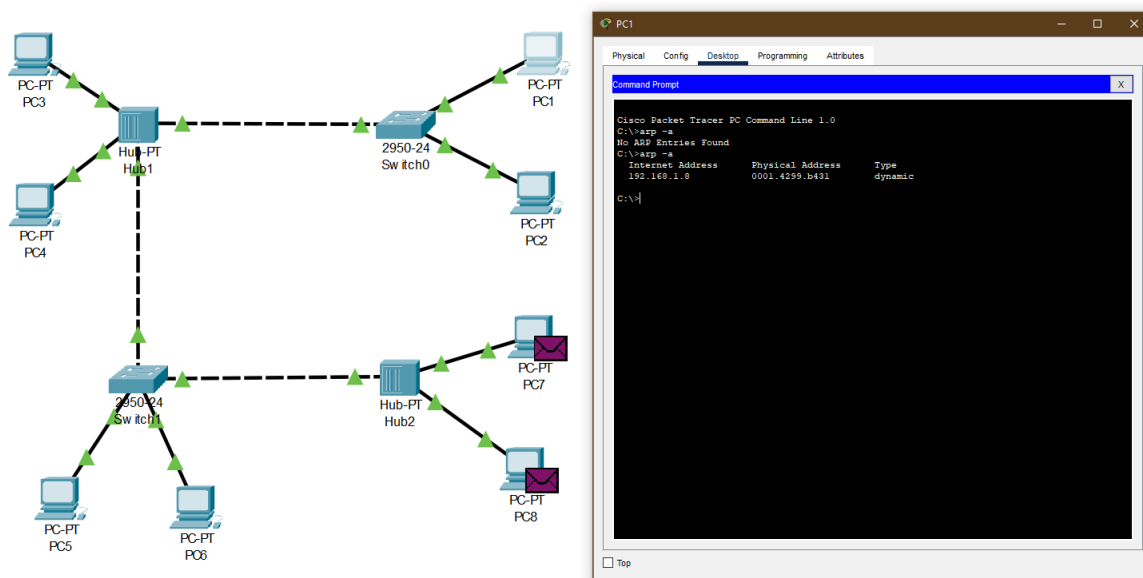 PC-PT
PC3
PC-PT
PC4
Hub-PT
Hub1
2950-24
Switch0
PC-PT
PC1
PC-PT
PC2
2950-24
Switch1
Hub-PT
Hub2
PC-PT
PC7
PC-PT
PC8
PC-PT
PC5
PC-PT
PC6
PC1
Physical Config Desktop Programming Attributes
Command Prompt X
Cisco Packet Tracer PC Command Line 1.0
C:\>arp -a
No ARP Entries Found
C:\>arp -a
Internet Address Physical Address Type
192.168.1.8 0001.4299.b431 dynamic
C:\>
Top